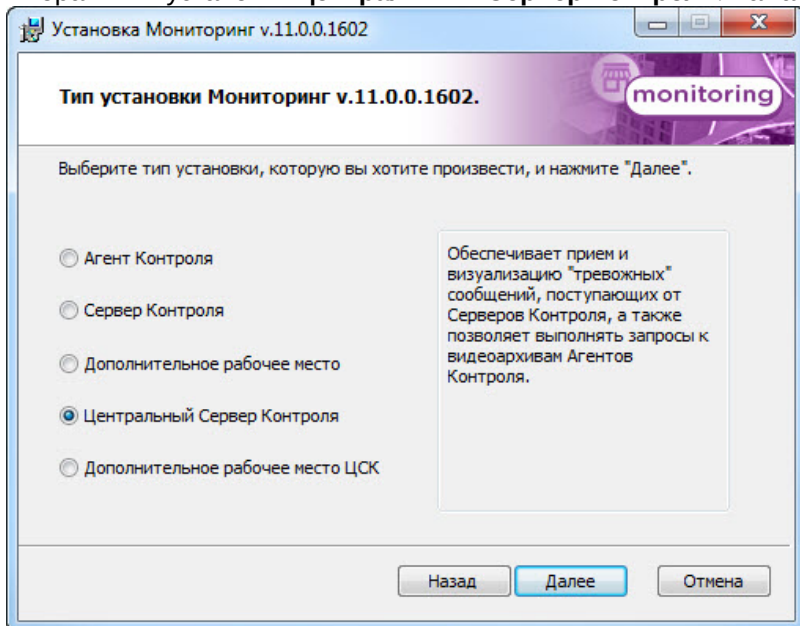 Установка Мониторинг v.11.0.0.1602
Тип установки Мониторинг v.11.0.0.1602.
monitoring
Выберите тип установки, которую вы хотите произвести, и нажмите "Далее".
Агент Контроля
Сервер Контроля
Дополнительное рабочее место
Центральный Сервер Контроля
Дополнительное рабочее место ЦСК
Обеспечивает прием и
визуализацию "тревожных"
сообщений, поступающих от
Серверов Контроля, а также
позволяет выполнять запросы к
видеоархивам Агентов
Контроля.
Назад
Далее
Отмена